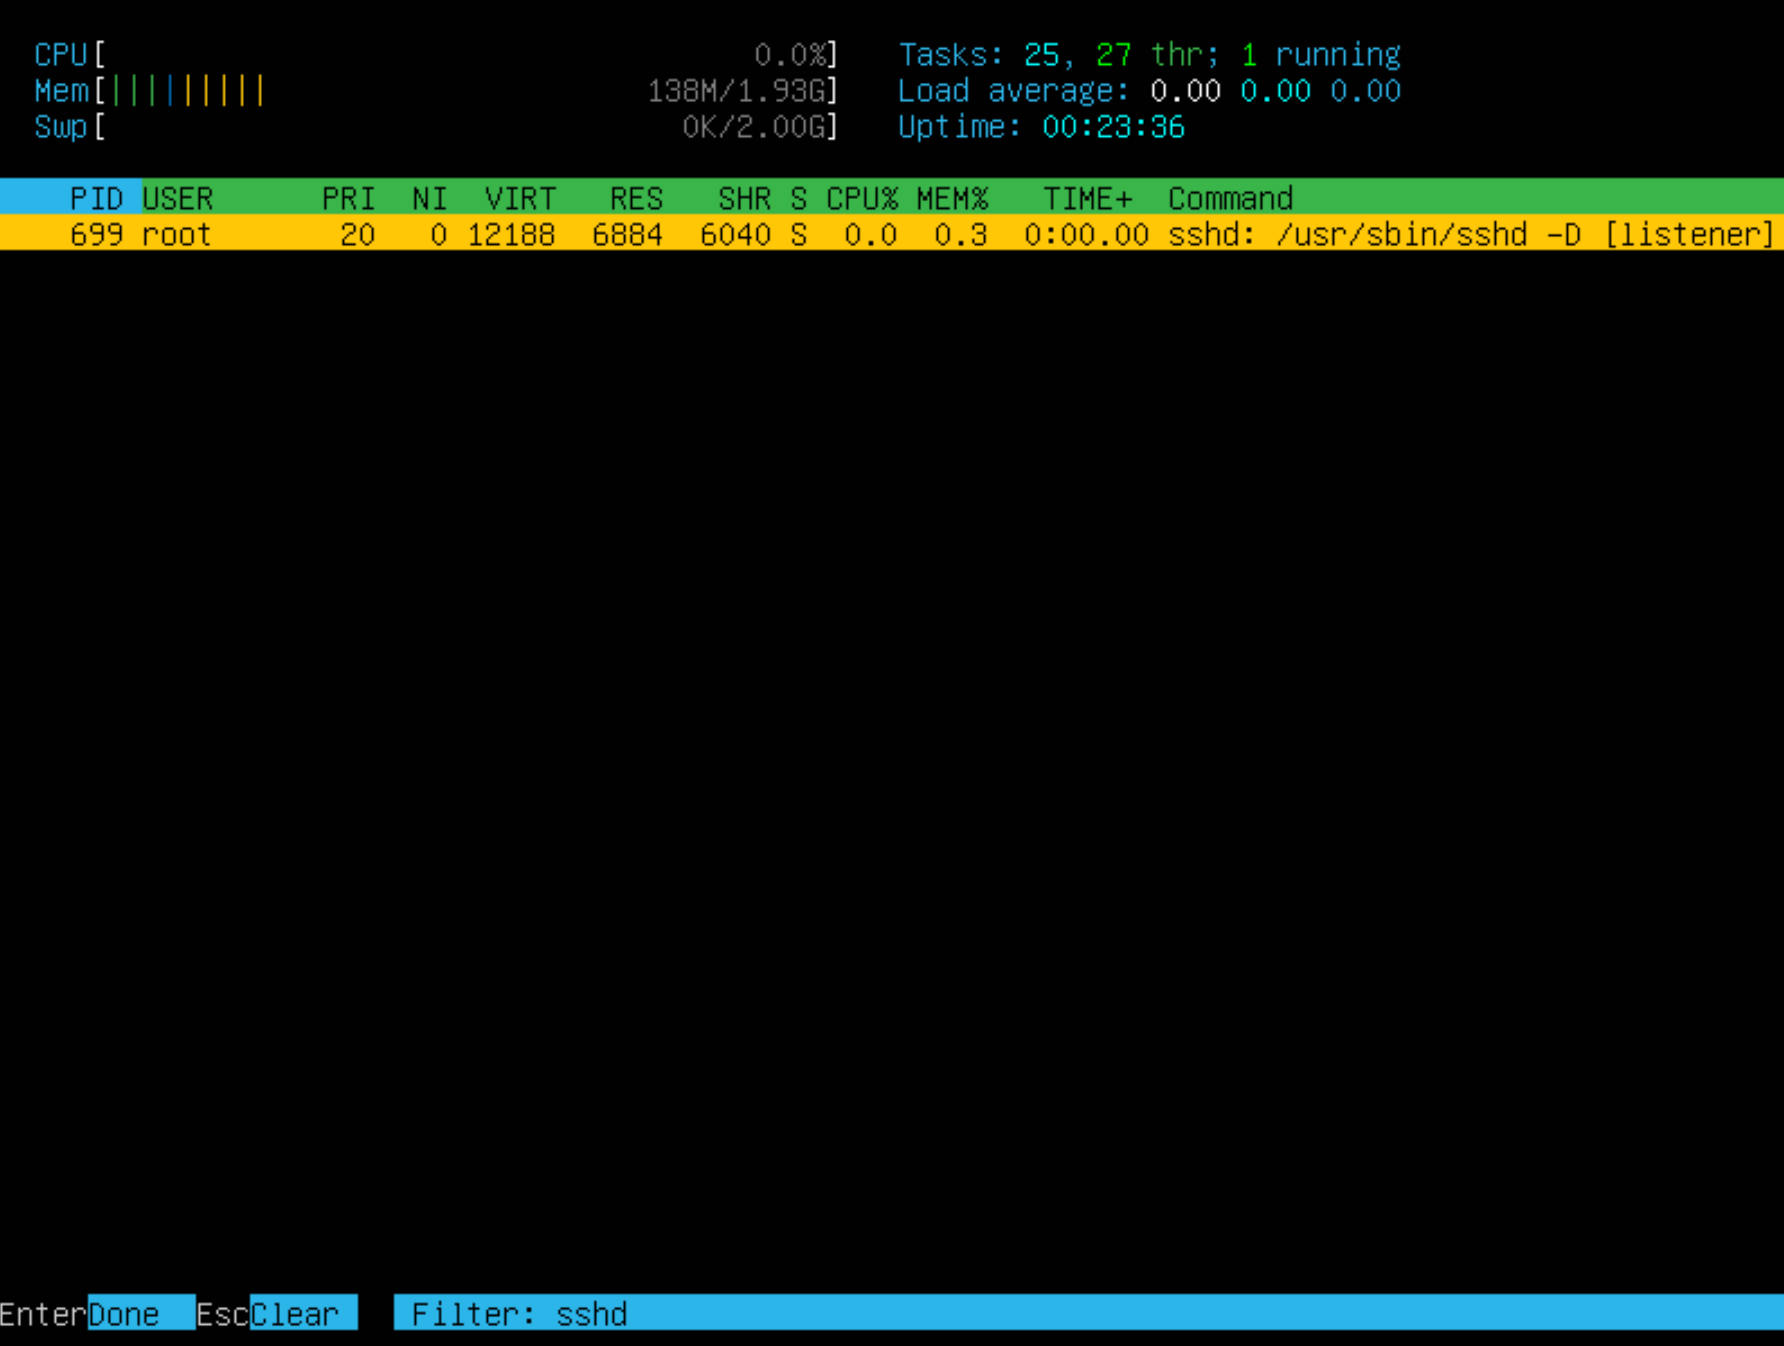 CPU[ 0.0%] Tasks: 25, 27 thr; 1 running
Mem[||||||||| 138M/1.93G] Load average: 0.00 0.00 0.00
Swp[ 0K/2.00G] Uptime: 00:23:36
PID USER PRI NI VIRT RES SHR S CPU% MEM% TIME+ Command
699 root 20 0 12188 6884 6040 S 0.0 0.3 0:00.00 sshd: /usr/sbin/sshd -D [listener]
EnterDone EscClear Filter: sshd